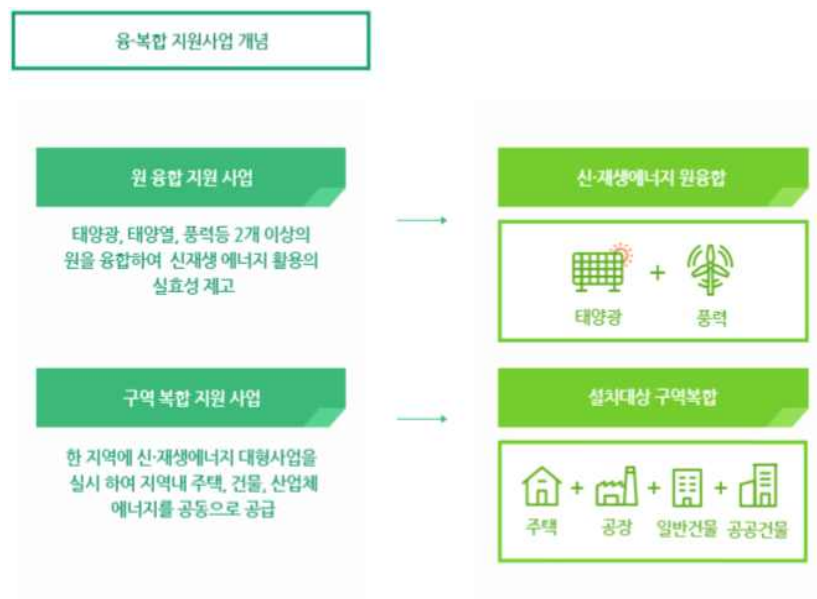 융·복합 지원사업 개념
원 융합 지원 사업
태양광, 태양열, 풍력등 2개 이상의
원을 융합하여 신재생 에너지 활용의
실효성 제고
신·재생에너지 원융합
+
태양광 풍력
구역 복합 지원 사업
한 지역에 신·재생에너지 대형사업을
실시 하여 지역내 주택, 건물, 산업체
에너지를 공동으로 공급
설치대상 구역복합
+ + +
주택 공장 일반건물 공공건물